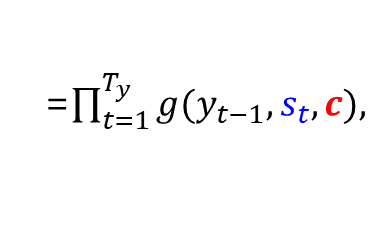 =∏_{t=1}^{T_y} g(y_{t−1}, s_t, c),